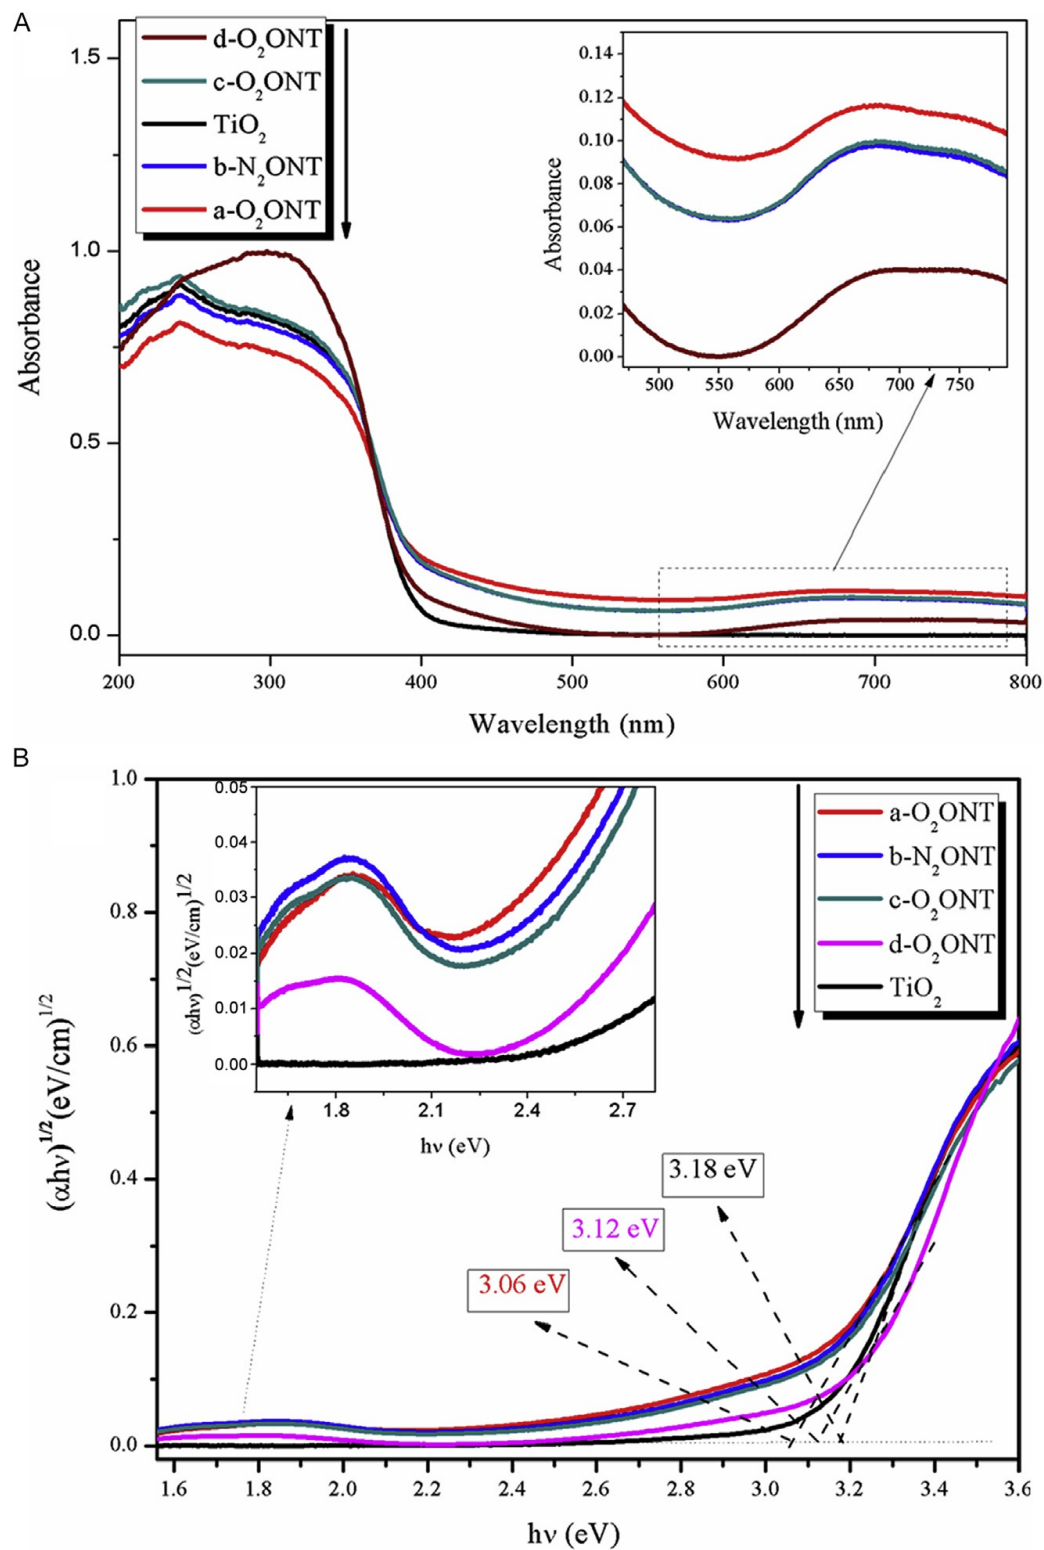 A
d-O₂ONT
c-O₂ONT
TiO₂
b-N₂ONT
a-O₂ONT
1.5
1.0
0.5
0.0
Absorbance
200 300 400 500 600 700 800
Wavelength (nm)
0.14
0.12
0.10
0.08
0.06
0.04
0.02
0.00
Absorbance
500 550 600 650 700 750
Wavelength (nm)
B
1.0
0.8
0.6
0.4
0.2
0.0
(αhν)^1/2(eV/cm)^1/2
0.05
0.04
0.03
0.02
0.01
0.00
(αhν)^1/2(eV/cm)^1/2
1.8 2.1 2.4 2.7
hν (eV)
a-O₂ONT
b-N₂ONT
c-O₂ONT
d-O₂ONT
TiO₂
3.18 eV
3.12 eV
3.06 eV
1.6 1.8 2.0 2.2 2.4 2.6 2.8 3.0 3.2 3.4 3.6
hν (eV)